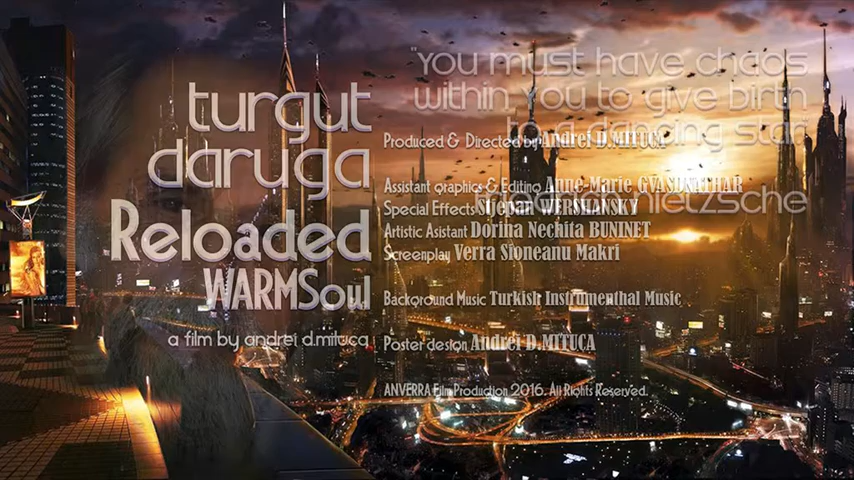 turgut
daruga
Reloaded
WARMSoul
a film by andrei d.mituca
"You must have chaos
within you to give birth
to a dancing star
nietzsche
Produced & Directed by Andrei D.MITUCA
Assistant graphics & Editing Anne-Marie GVASDNATHAR
Special Effects Stjepan WERSHANSKY
Artistic Asistant Dorina Nechita BUNINET
Screenplay Verra Sioneanu Makri
Background Music Turkish Instrumenthal Music
Poster design Andrei D.MITUCA
ANVERRA Film Production 2016. All Rights Reserved.